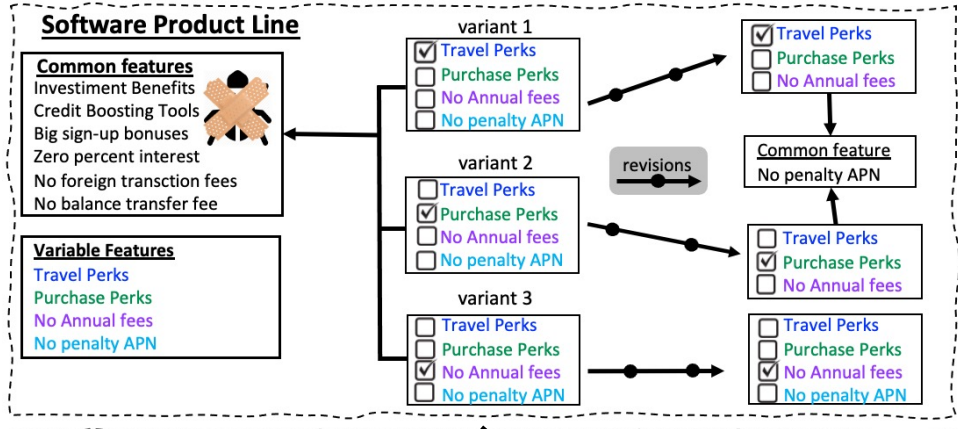 Software Product Line
Common features
Investiment Benefits
Credit Boosting Tools
Big sign-up bonuses
Zero percent interest
No foreign transction fees
No balance transfer fee
Variable Features
Travel Perks
Purchase Perks
No Annual fees
No penalty APN
variant 1
Travel Perks
Purchase Perks
No Annual fees
No penalty APN
variant 2
Travel Perks
Purchase Perks
No Annual fees
No penalty APN
variant 3
Travel Perks
Purchase Perks
No Annual fees
No penalty APN
revisions
Travel Perks
Purchase Perks
No Annual fees
Common feature
No penalty APN
Travel Perks
Purchase Perks
No Annual fees
Travel Perks
Purchase Perks
No Annual fees
No penalty APN